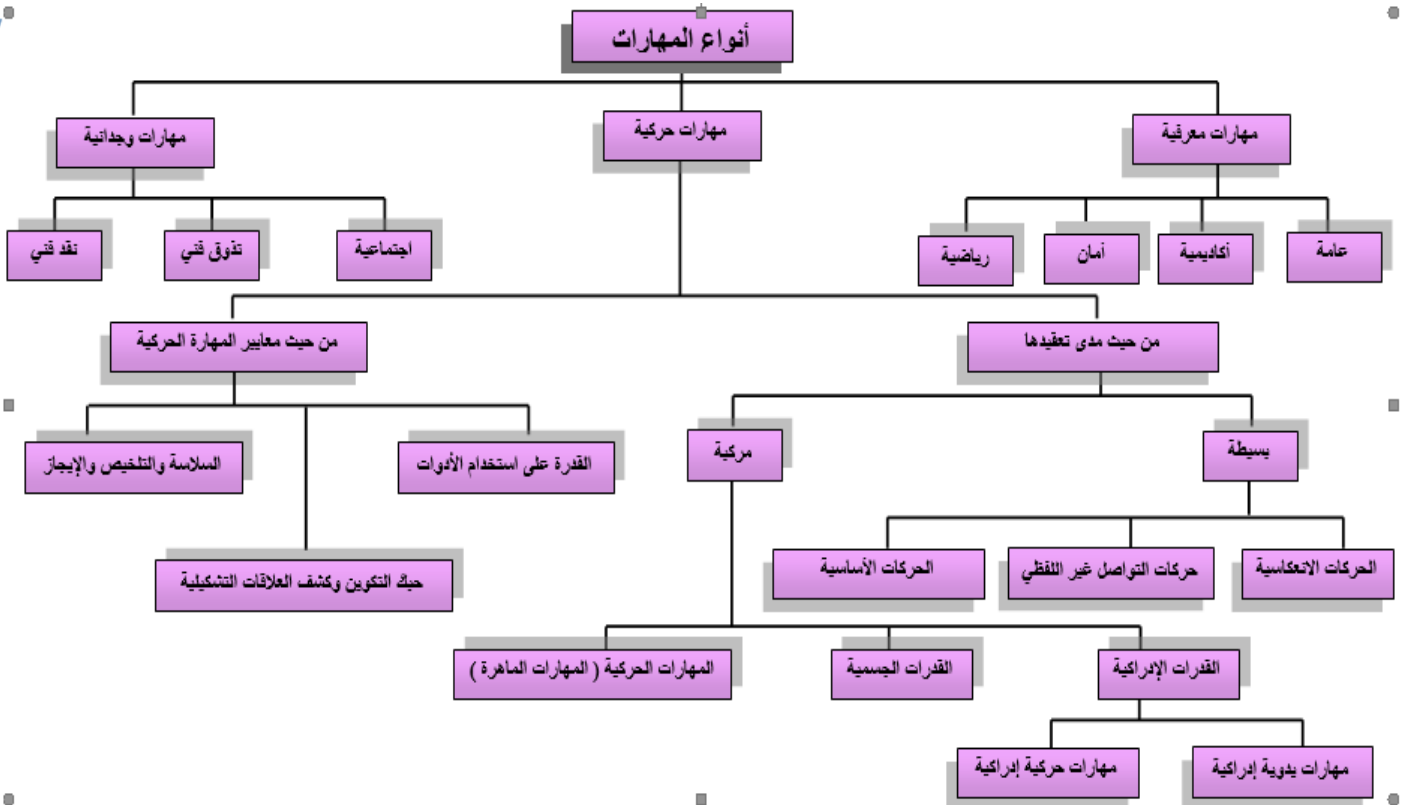 أنواع المهارات
مهارات معرفية
مهارات حركية
مهارات وجدانية
عامة
أكاديمية
أمان
رياضية
اجتماعية
تذوق فني
نقد فني
من حيث مدى تعقيدها
من حيث معايير المهارة الحركية
بسيطة
مركبة
القدرة على استخدام الأدوات
السلاسة والتلخيص والإيجاز
الحركات الانعكاسية
حركات التواصل غير اللفظي
الحركات الأساسية
حبك التكوين وكشف العلاقات التشكيلية
القدرات الإدراكية
القدرات الجسمية
المهارات الحركية ( المهارات الماهرة )
مهارات يدوية إدراكية
مهارات حركية إدراكية